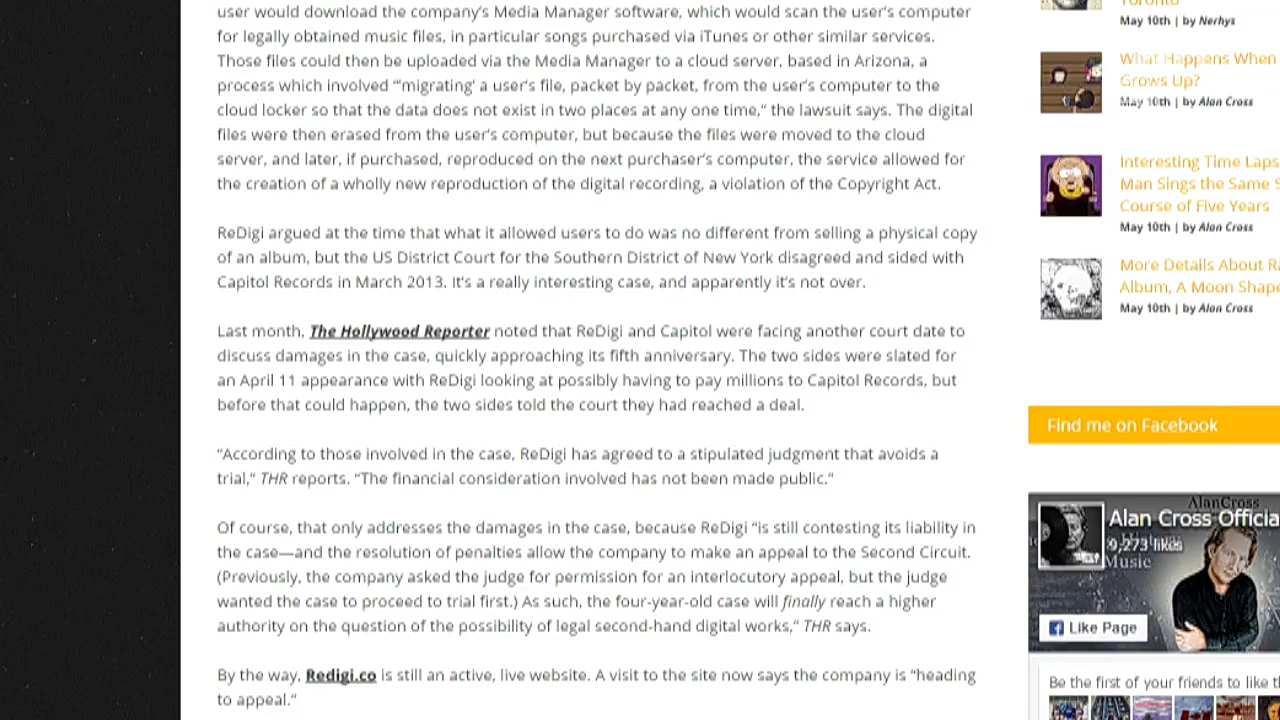 user would download the company's Media Manager software, which would scan the user's computer
for legally obtained music files—in particular songs purchased via iTunes or other similar services.
Those files could then be uploaded via the Media Manager to a cloud server, based in Arizona, a
process which involved "'migrating' a user's file, packet by packet, from the user's computer to the
cloud locker so that the data does not exist in two places at any one time," the lawsuit says. The digital
files were then erased from the user's computer, but because the files were moved to the cloud
server, and later, if purchased, reproduced on the next purchaser's computer, the service allowed for
the creation of a whole new reproduction of the digital recording, a violation of the Copyright Act.
ReDigi argued at the time that what it allowed users to do was no different from selling a physical copy
of an album, but the US District Court for the Southern District of New York disagreed and sided with
Capitol Records in March 2013. It's a really interesting case, and apparently it's not over.
Last month, The Hollywood Reporter noted that ReDigi and Capitol were facing another court date to
discuss damages in the case, quickly approaching its fifth anniversary. The two sides were slated for
an April 11 appearance with ReDigi looking at possibly having to pay millions to Capitol Records, but
before that could happen, the two sides told the court they had reached a deal.
"According to those involved in the case, ReDigi has agreed to a stipulated judgment that avoids a
trial," THR reports. "The financial consideration involved has not been made public."
Of course, that only addresses the damages in the case, because ReDigi "is still contesting its liability in
the case—and the resolution of penalties allow the company to make an appeal to the Second Circuit.
(Previously, the company asked the judge for permission for an interlocutory appeal, but the judge
wanted the case to proceed to trial first.) As such, the four-year-old case will finally reach a higher
authority on the question of the possibility of legal second-hand digital works," THR says.
By the way, Redigi.co is still an active, live website. A visit to the site now says the company is "heading
to appeal."
Toronto
May 10th | by Nerhys
What Happens When
Grows Up?
May 10th | by Alan Cross
Interesting Time Laps
Man Sings the Same S
Course of Five Years
May 10th | by Alan Cross
More Details About Ra
Album, A Moon Shape
May 10th | by Alan Cross
Find me on Facebook
AlanCross
Alan Cross Officia
9,273 likes
Music
Like Page
Be the first of your friends to like t